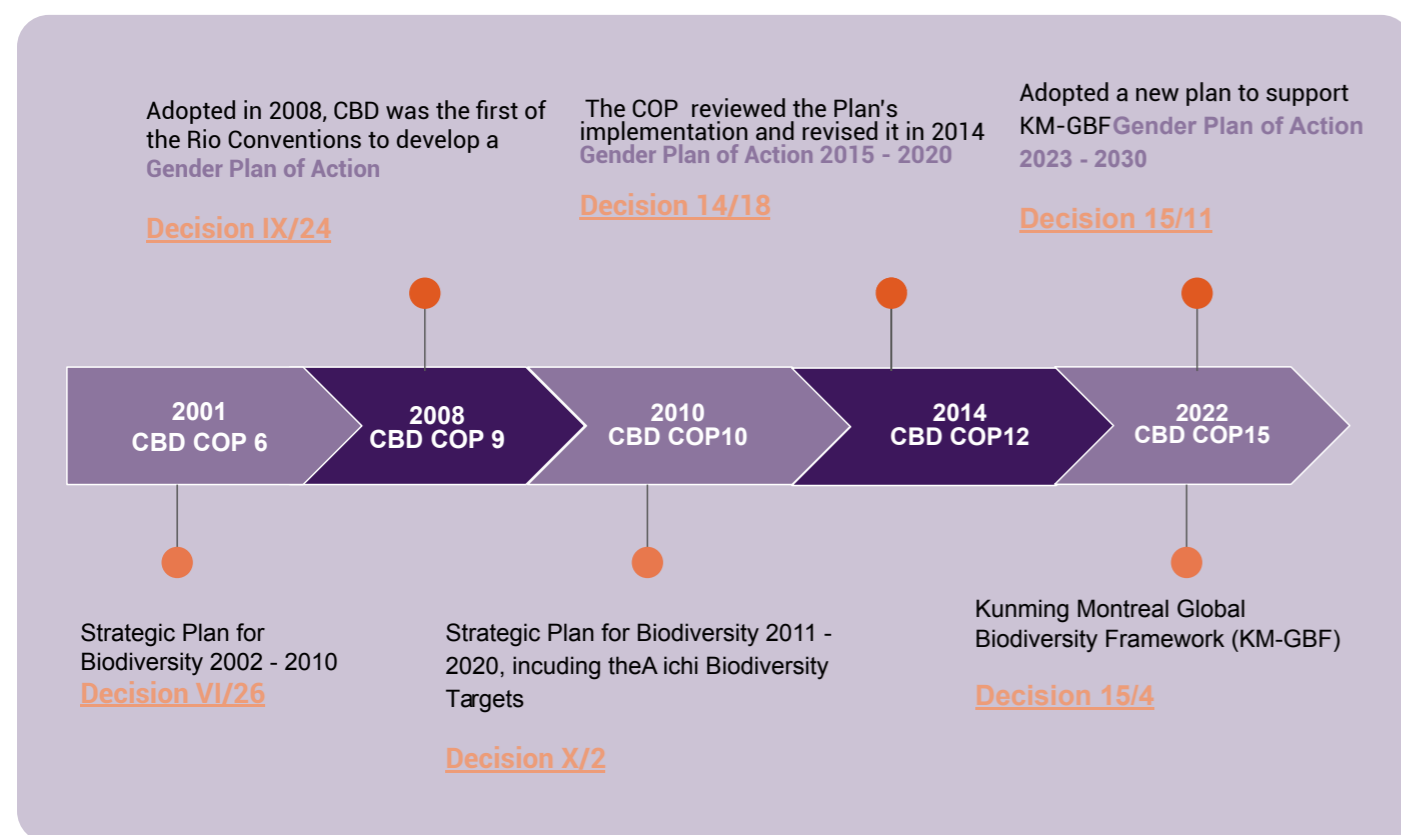 Adopted in 2008, CBD was the first of
the Rio Conventions to develop a
Gender Plan of Action
Decision IX/24
The COP reviewed the Plan's
implementation and revised it in 2014
Gender Plan of Action 2015 - 2020
Decision 14/18
Adopted a new plan to support
KM-GBFGender Plan of Action
2023 - 2030
Decision 15/11
2001
CBD COP 6
2008
CBD COP 9
2010
CBD COP10
2014
CBD COP12
2022
CBD COP15
Strategic Plan for
Biodiversity 2002 - 2010
Decision VI/26
Strategic Plan for Biodiversity 2011 -
2020, incuding theA ichi Biodiversity
Targets
Decision X/2
Kunming Montreal Global
Biodiversity Framework (KM-GBF)
Decision 15/4